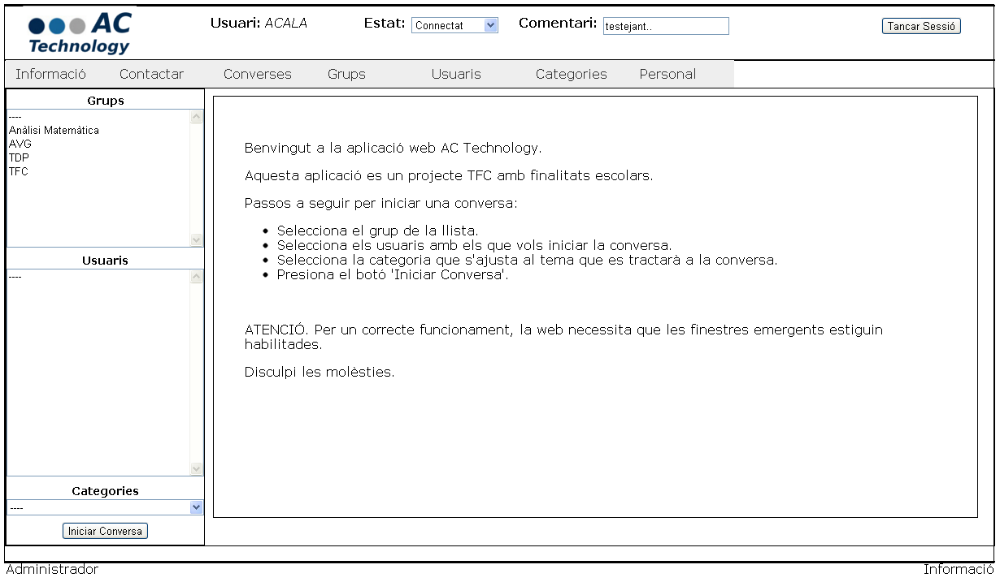 AC
Technology
Usuari: ACALA
Estat: Connectat
Comentari: testejant..
Tancar Sessió
Informació Contactar Converses Grups Usuaris Categories Personal
Grups
----
Anàlisi Matemàtica
AVG
TDP
TFC
Usuaris
----
Categories
----
Iniciar Conversa
Benvingut a la aplicació web AC Technology.
Aquesta aplicació es un projecte TFC amb finalitats escolars.
Passos a seguir per iniciar una conversa:
Selecciona el grup de la llista.
Selecciona els usuaris amb els que vols iniciar la conversa.
Selecciona la categoria que s'ajusta al tema que es tractarà a la conversa.
Presiona el botó 'Iniciar Conversa'.
ATENCIÓ. Per un correcte funcionament, la web necessita que les finestres emergents estiguin
habilitades.
Disculpi les molèsties.
Administrador
Informació